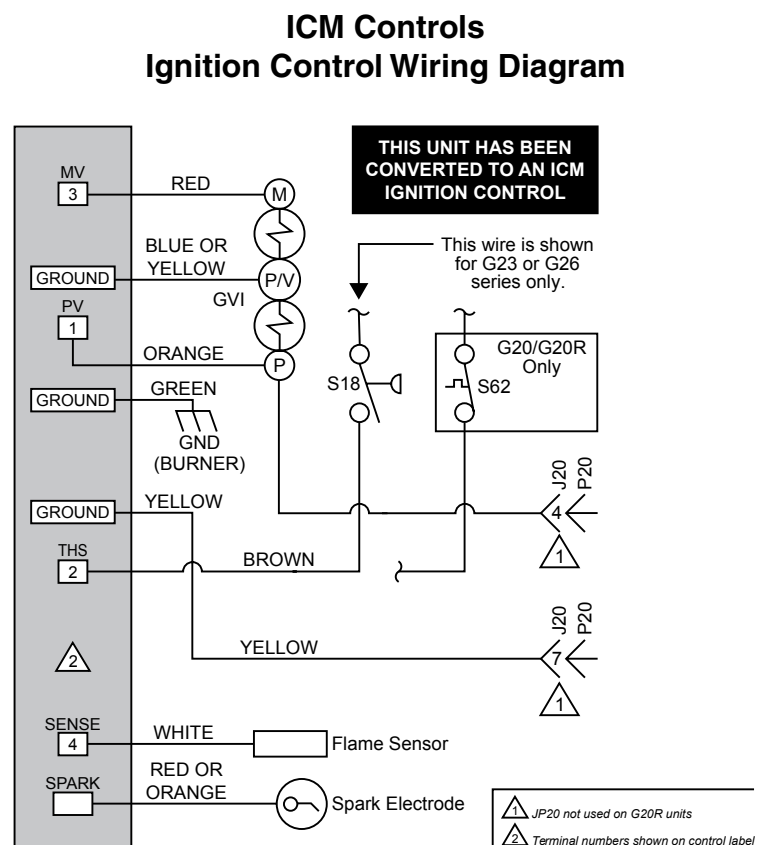 ICM Controls
Ignition Control Wiring Diagram
THIS UNIT HAS BEEN
CONVERTED TO AN ICM
IGNITION CONTROL
MV
3
RED
M
BLUE OR
YELLOW
GROUND
P/V
GVI
PV
1
ORANGE
P
This wire is shown
for G23 or G26
series only.
S18
G20/G20R
Only
S62
GROUND
GREEN
GND
(BURNER)
GROUND
YELLOW
J20
P20
4
1
THS
2
BROWN
YELLOW
J20
P20
7
1
2
SENSE
4
WHITE
Flame Sensor
SPARK
RED OR
ORANGE
Spark Electrode
1 JP20 not used on G20R units
2 Terminal numbers shown on control label